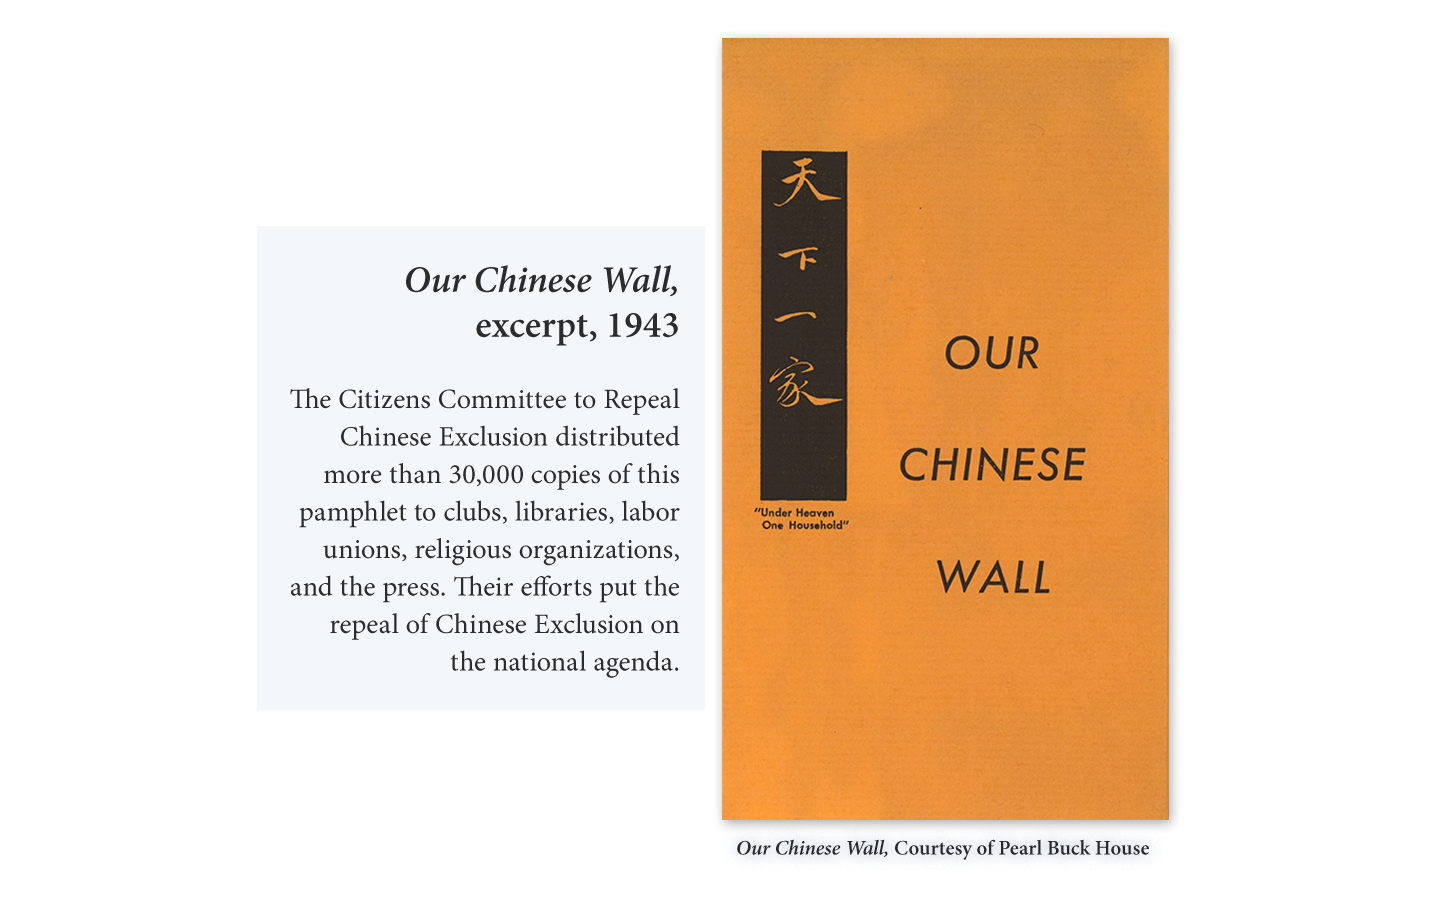 Our Chinese Wall,
excerpt, 1943
The Citizens Committee to Repeal
Chinese Exclusion distributed
more than 30,000 copies of this
pamphlet to clubs, libraries, labor
unions, religious organizations,
and the press. Their efforts put the
repeal of Chinese Exclusion on
the national agenda.
天
下
一
家
"Under Heaven
One Household"
OUR
CHINESE
WALL
Our Chinese Wall, Courtesy of Pearl Buck House